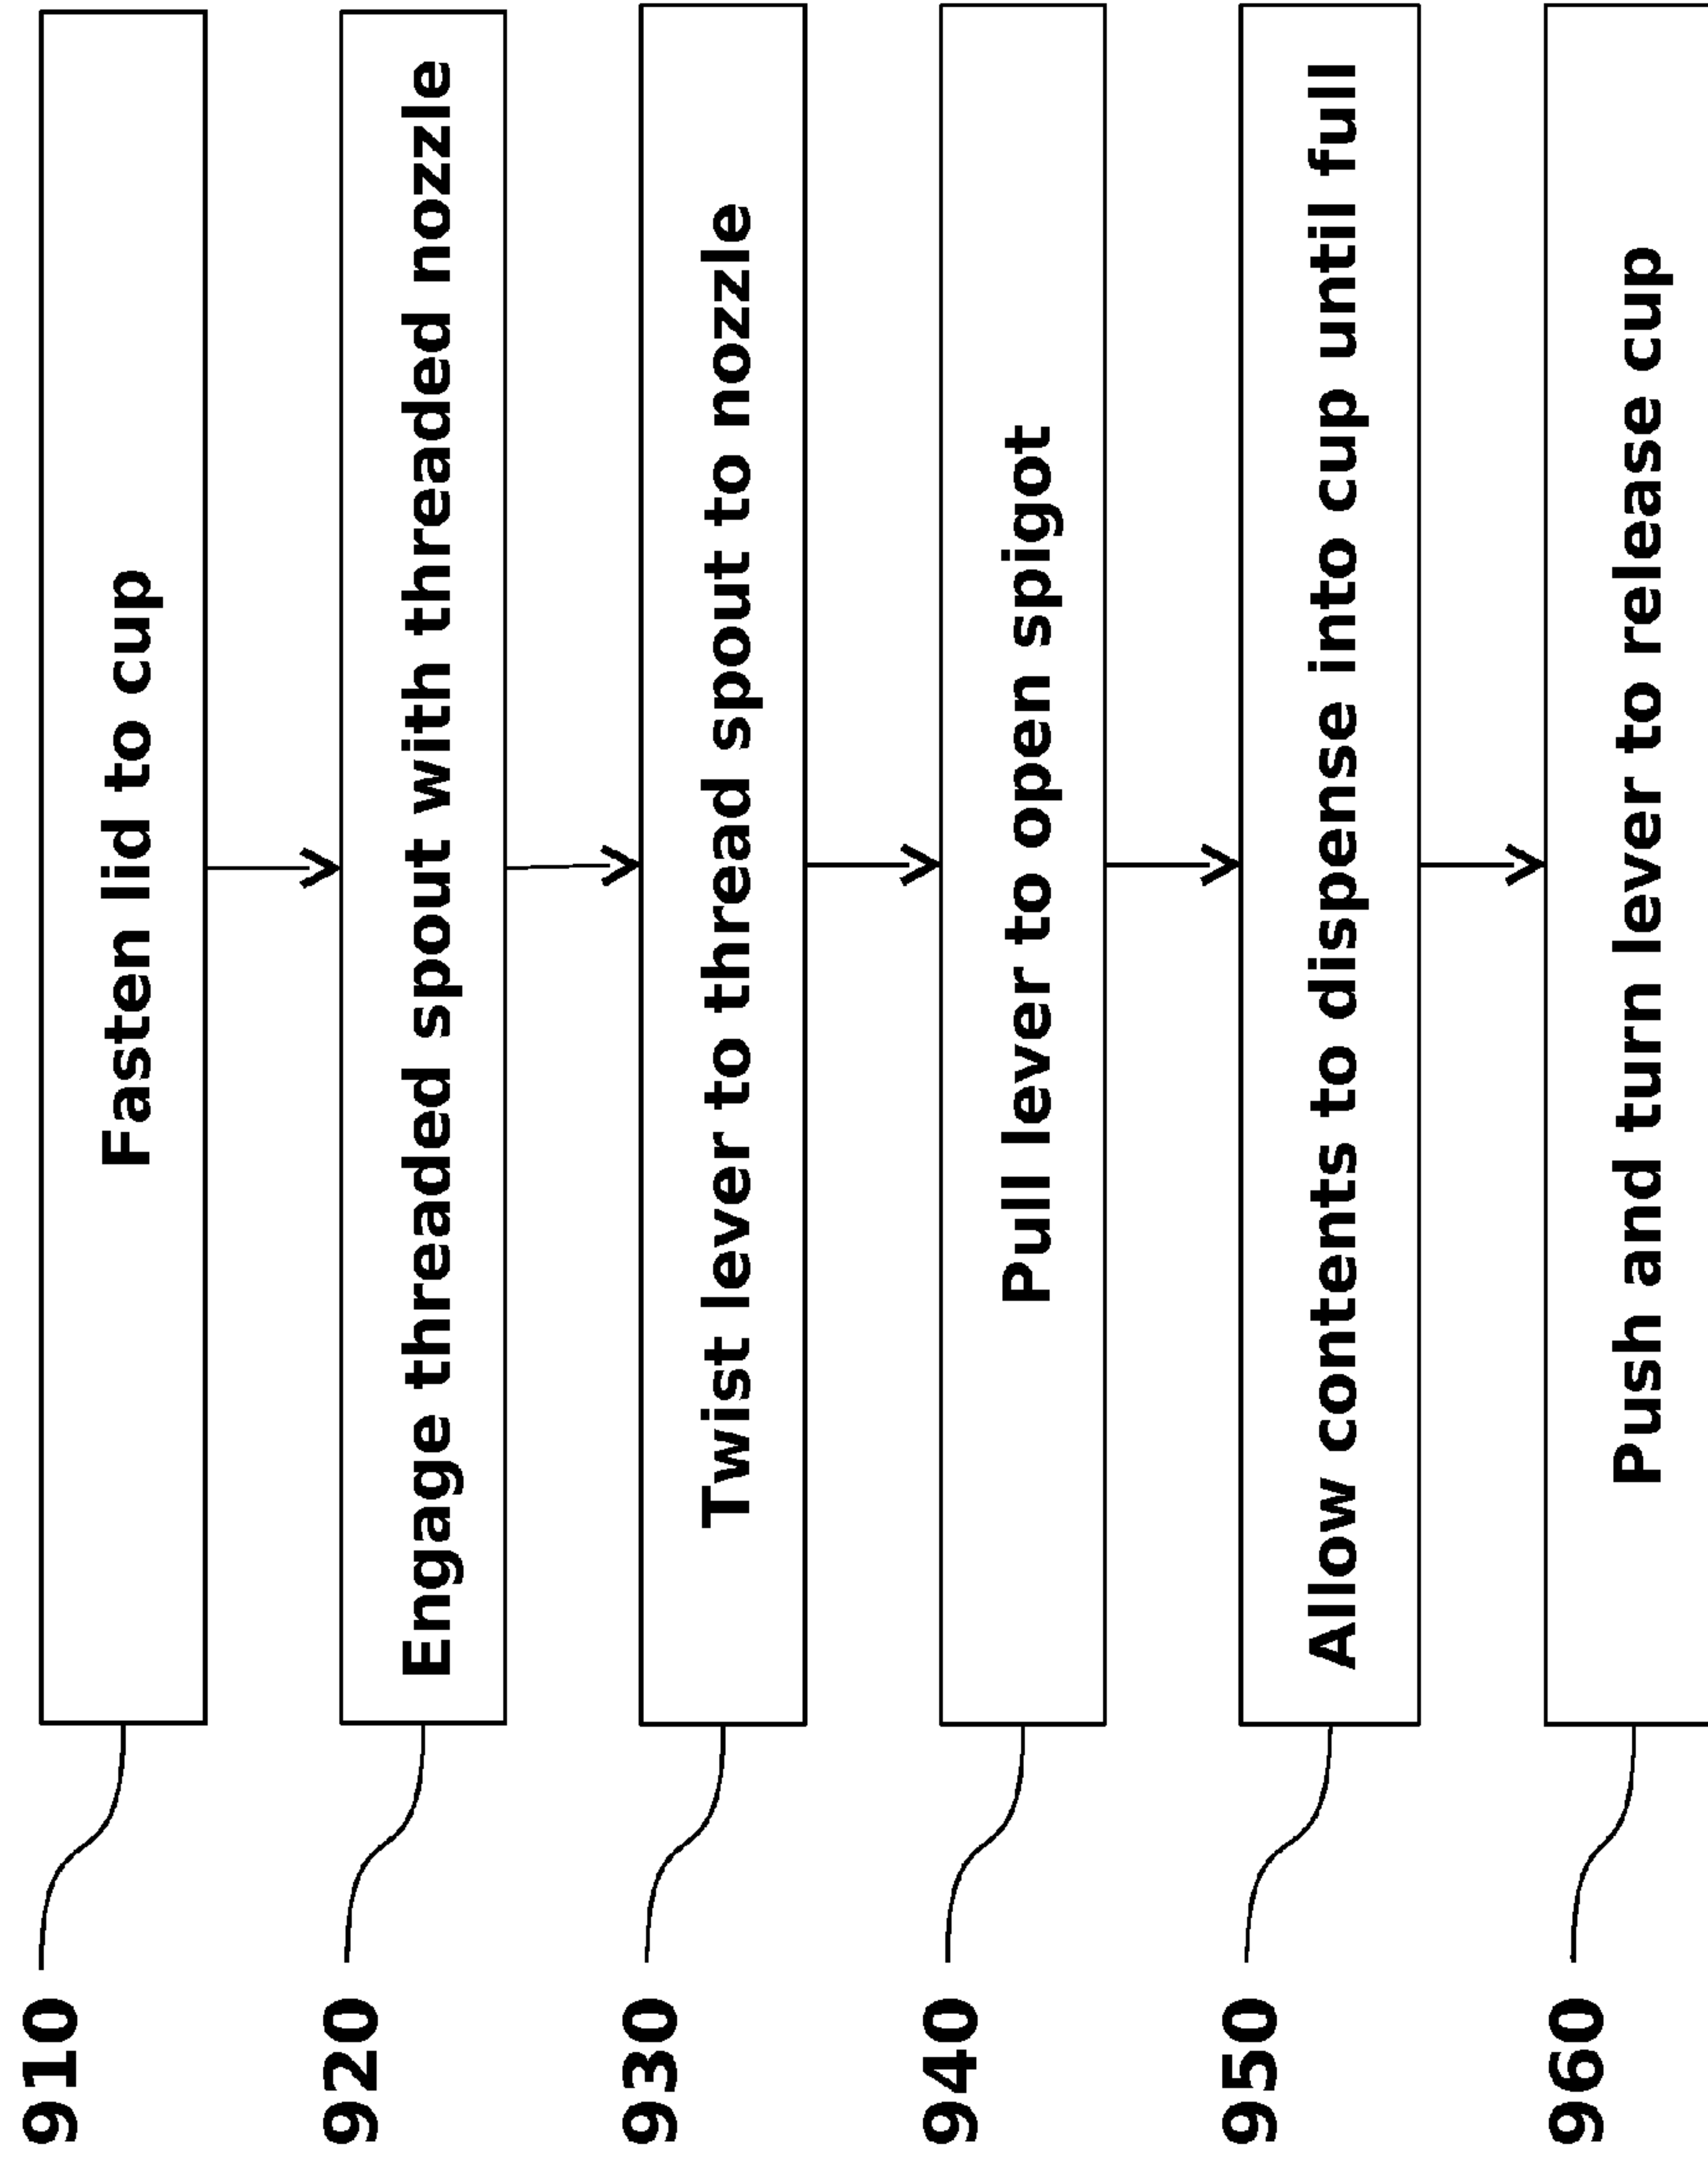 910
Fasten lid to cup
920
Engage threaded spout with threaded nozzle
930
Twist lever to thread spout to nozzle
940
Pull lever to open spigot
950
Allow contents to dispense into cup until full
960
Push and turn lever to release cup